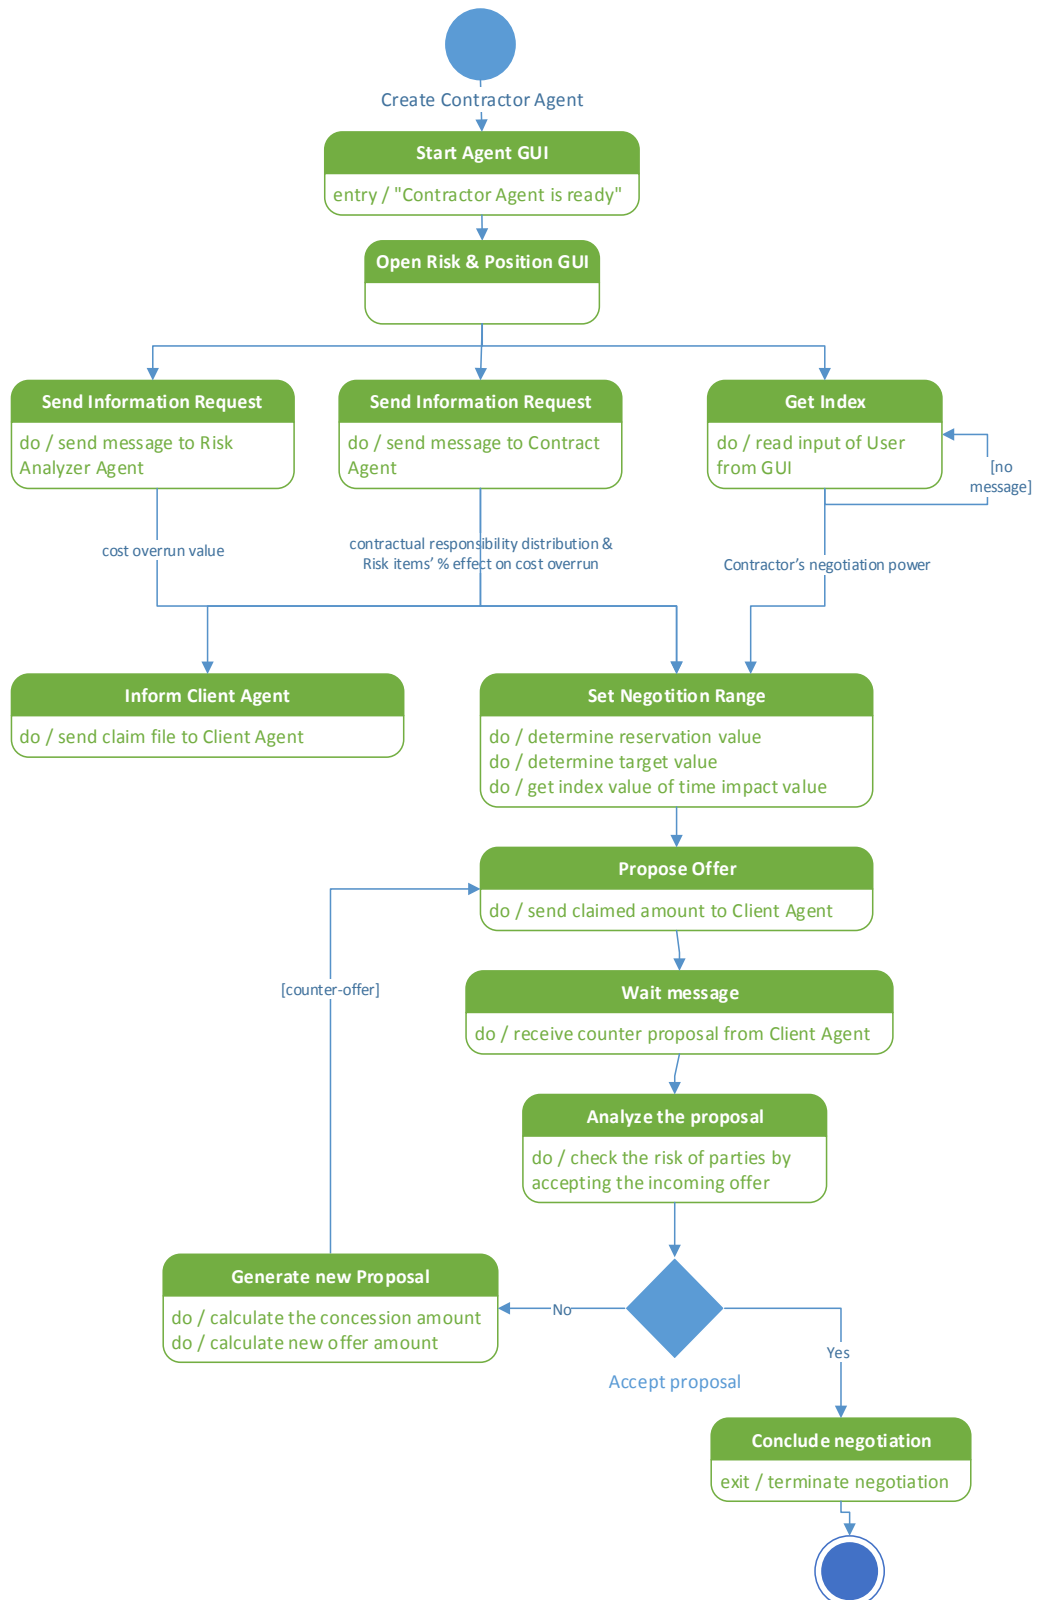 Create Contractor Agent
Start Agent GUI
entry / "Contractor Agent is ready"
Open Risk & Position GUI
Send Information Request
do / send message to Risk
Analyzer Agent
Send Information Request
do / send message to Contract
Agent
Get Index
do / read input of User
from GUI
[no
message]
cost overrun value
contractual responsibility distribution &
Risk items’ % effect on cost overrun
Contractor’s negotiation power
Inform Client Agent
do / send claim file to Client Agent
Set Negotition Range
do / determine reservation value
do / determine target value
do / get index value of time impact value
Propose Offer
do / send claimed amount to Client Agent
[counter-offer]
Wait message
do / receive counter proposal from Client Agent
Analyze the proposal
do / check the risk of parties by
accepting the incoming offer
Generate new Proposal
do / calculate the concession amount
do / calculate new offer amount
No
Yes
Accept proposal
Conclude negotiation
exit / terminate negotiation